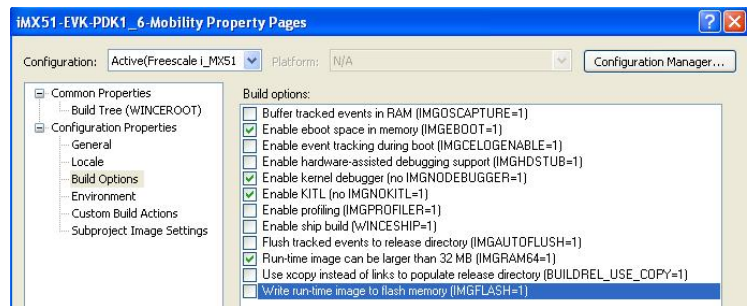 iMX51-EVK-PDK1_6-Mobility Property Pages
Configuration: Active(Freescale i_MX51 Platform: N/A Configuration Manager...
Common Properties
Build Tree (WINCEROOT)
Configuration Properties
General
Locale
Build Options
Environment
Custom Build Actions
Subproject Image Settings
Build options:
Buffer tracked events in RAM (IMGOSCAPTURE=1)
Enable eboot space in memory (IMGEBOOT=1)
Enable event tracking during boot (IMGCELOGENABLE=1)
Enable hardware-assisted debugging support (IMGHDSTUB=1)
Enable kernel debugger (no IMGNODEBUGGER=1)
Enable KITL (no IMGNOKITL=1)
Enable profiling (IMGPROFILER=1)
Enable ship build (WINCESHIP=1)
Flush tracked events to release directory (IMGAUTOFLUSH=1)
Run-time image can be larger than 32 MB (IMGRAM64=1)
Use xcopy instead of links to populate release directory (BUILDREL_USE_COPY=1)
Write run-time image to flash memory (IMGFLASH=1)